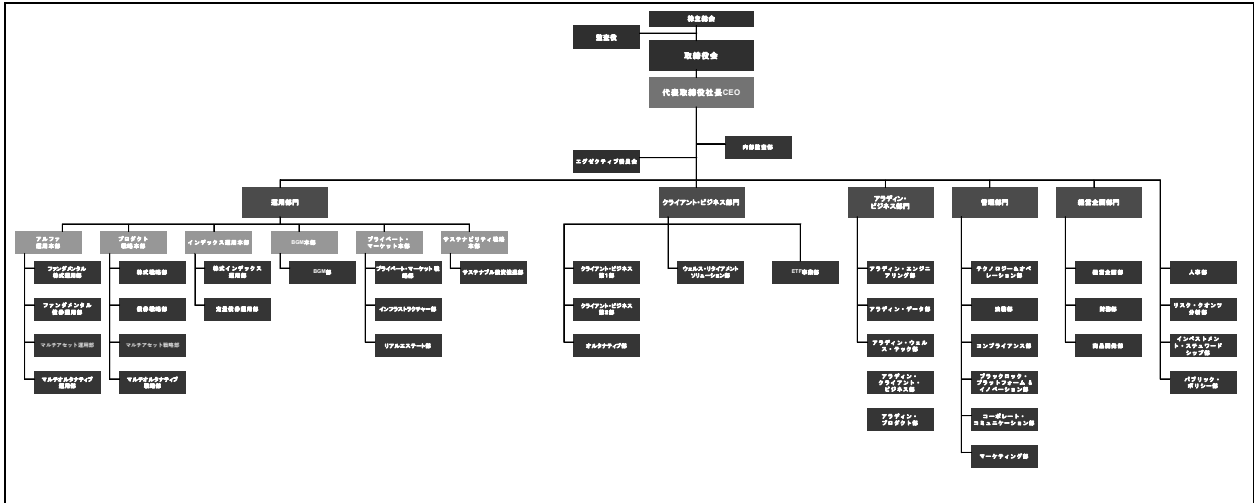 株主総会
監査役
取締役会
代表取締役社長CEO
内部監査部
エグゼクティブ委員会
運用部門
クライアント・ビジネス部門
アラディン・
ビジネス部門
管理部門
経営企画部門
アルファ
運用本部
プロダクト
戦略本部
インデックス運用本部
BGM本部
プライベート・
マーケット本部
サステナビリティ戦略
本部
ファンダメンタル
株式運用部
株式戦略部
株式インデックス
運用部
BGM部
プライベート・マーケット戦
略部
サステナブル投資推進部
クライアント・ビジネス
第1部
ウェルス・リタイアメント
ソリューション部
ETF事業部
アラディン・エンジニ
アリング部
テクノロジー&オペ
レーション部
経営企画部
人事部
ファンダメンタル
債券運用部
債券戦略部
定量債券運用部
インフラストラクチャー部
クライアント・ビジネス
第2部
アラディン・データ部
法務部
財務部
リスク・クオンツ
分析部
マルチアセット運用部
マルチアセット戦略部
リアルエステート部
オルタナティブ部
アラディン・ウェル
ス・テック部
コンプライアンス部
商品開発部
インベストメン
ト・スチュワード
シップ部
マルチオルタナティブ
運用部
マルチオルタナティブ
戦略部
アラディン・
クライアント・
ビジネス部
ブラックロック・
プラットフォーム &
イノベーション部
パブリック・
ポリシー部
アラディン・
プロダクト部
コーポレート・
コミュニケーション部
マーケティング部